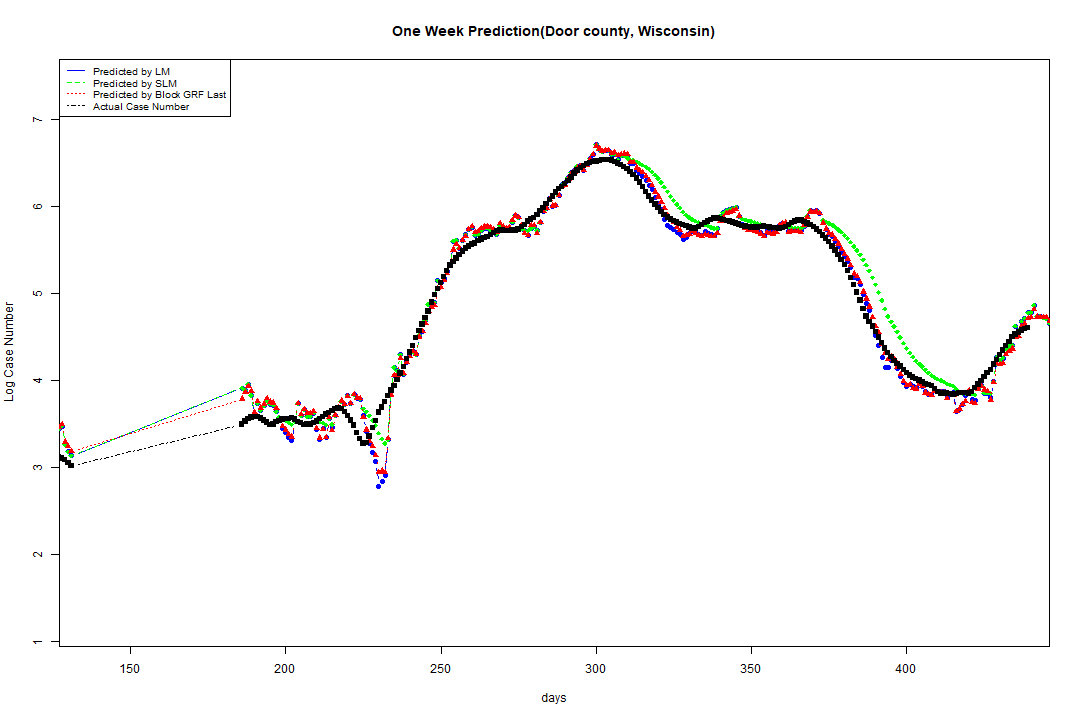 One Week Prediction(Door county, Wisconsin)
Predicted by LM
Predicted by SLM
Predicted by Block GRF Last
Actual Case Number
7
6
5
4
3
2
1
Log Case Number
150 200 250 300 350 400
days